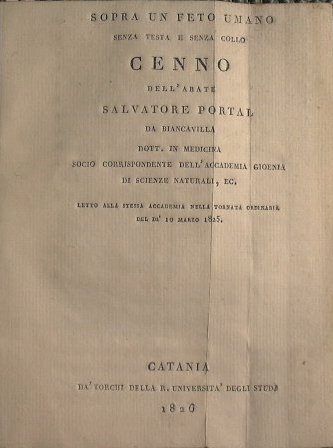 SOPRA UN FETO UMANO
SENZA TESTA E SENZA COLLO
CENNO
DELL'ABATE
SALVATORE PORTAL
DA BIANCAVILLA
DOTT. IN MEDICINA
SOCIO CORRISPONDENTE DELL'ACCADEMIA GIOENIA
DI SCIENZE NATURALI, EC.
LETTO ALLA STESSA ACCADEMIA NELLA TORNATA ORDINARIA
DEL DI' 10 MARZO 1825.
CATANIA
DA' TORCHI DELLA R. UNIVERSITA' DEGLI STUDJ
1826